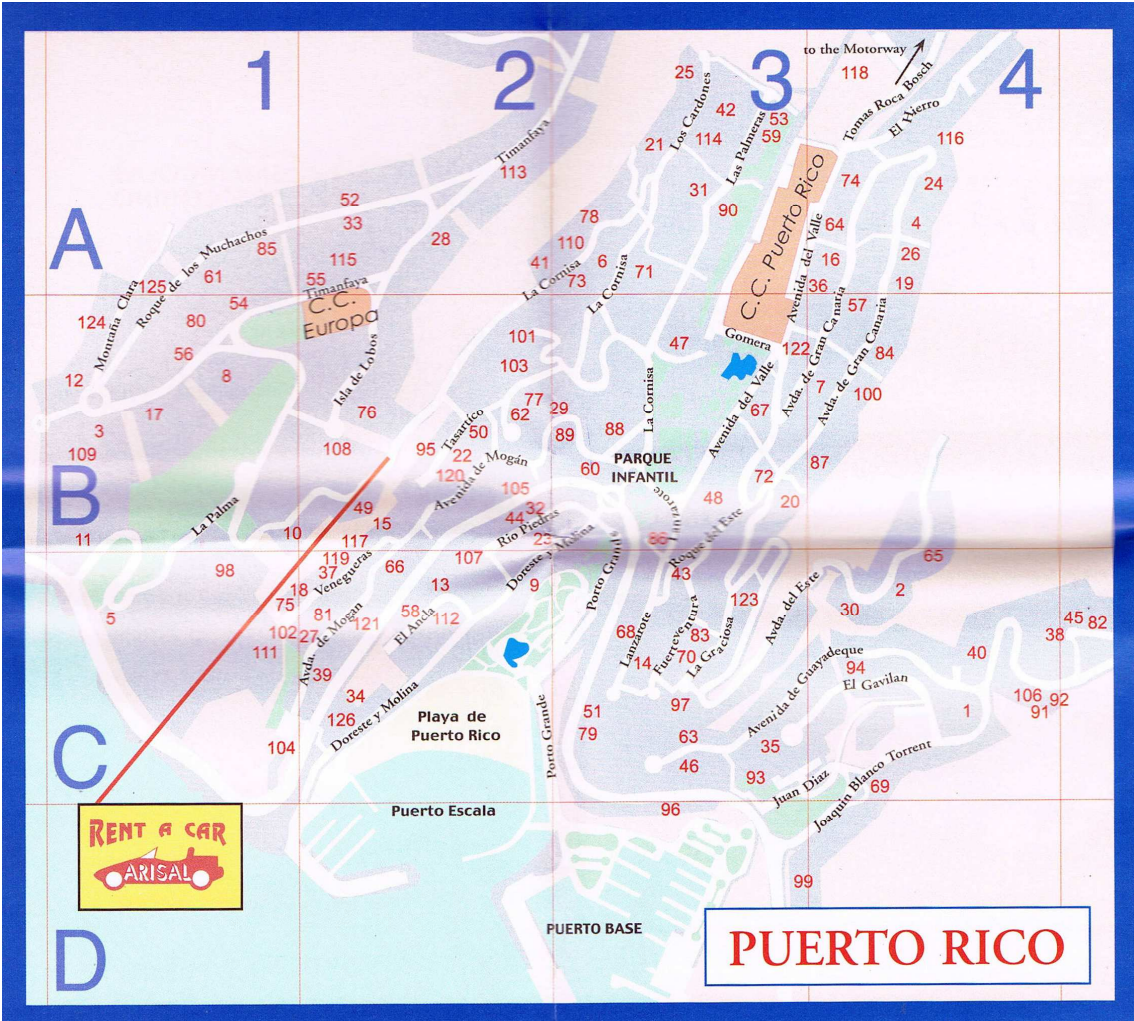 1
2
3
4
A
B
C
D
to the Motorway
118
Tomas Roca Bosch
El Hierro
116
25
42
53
59
Los Cardones
Las Palmeras
114
21
31
90
74
24
4
26
19
64
16
36
57
C.C. Puerto Rico
Avenida del Valle
Timanfaya
113
52
33
28
115
55
Timanfaya
85
61
Roque de los Muchachos
125
Montaña Clara
54
78
110
41
6
73
71
La Cornisa
La Cornisa
124
80
56
8
12
17
3
109
C.C.
Europa
Isla de Lobos
76
108
101
103
77
62
29
89
88
47
La Cornisa
Gomera
122
Avda. de Gran Canaria
Avda. de Gran Canaria
84
100
7
67
Avenida del Valle
87
72
20
48
PARQUE
INFANTIL
60
95
Tasartico
50
22
120
Avenida de Mogán
105
32
44
Río Piedras
23
Doreste y Molina
107
La Palma
11
10
49
15
117
98
5
119
37
18
Venegueras
66
75
81
102
27
121
111
Avda. de Mogan
39
13
58
El Anda
112
9
34
126
Doreste y Molina
104
Porto Grande
Lanzarote
86
Roque del Este
43
123
Avda. del Este
65
2
30
Lanzarote
68
14
Fuerteventura
83
70
La Graciosa
97
51
79
63
46
Avenida de Guayadeque
94
El Gavilan
40
38
45
82
106
92
91
1
35
93
Juan Diaz
Joaquin Blanco Torrent
69
96
99
Playa de
Puerto Rico
Porto Grande
Puerto Escala
PUERTO BASE
RENT A CAR
ARISAL
PUERTO RICO